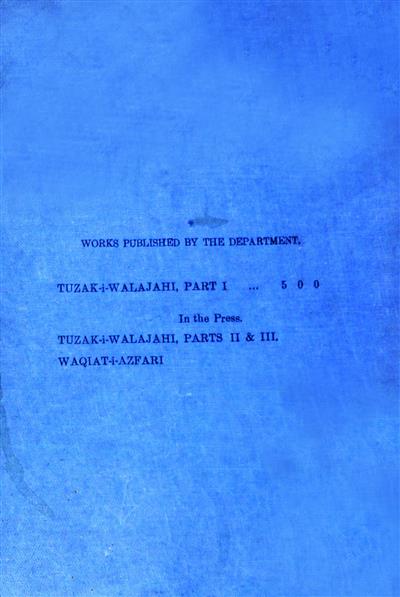 WORKS PUBLISHED BY THE DEPARTMENT.
TUZAK-i-WALAJAHI, PART I ... 5 0 0
In the Press.
TUZAK-i-WALAJAHI, PARTS II & III.
WAQIAT-i-AZFARI